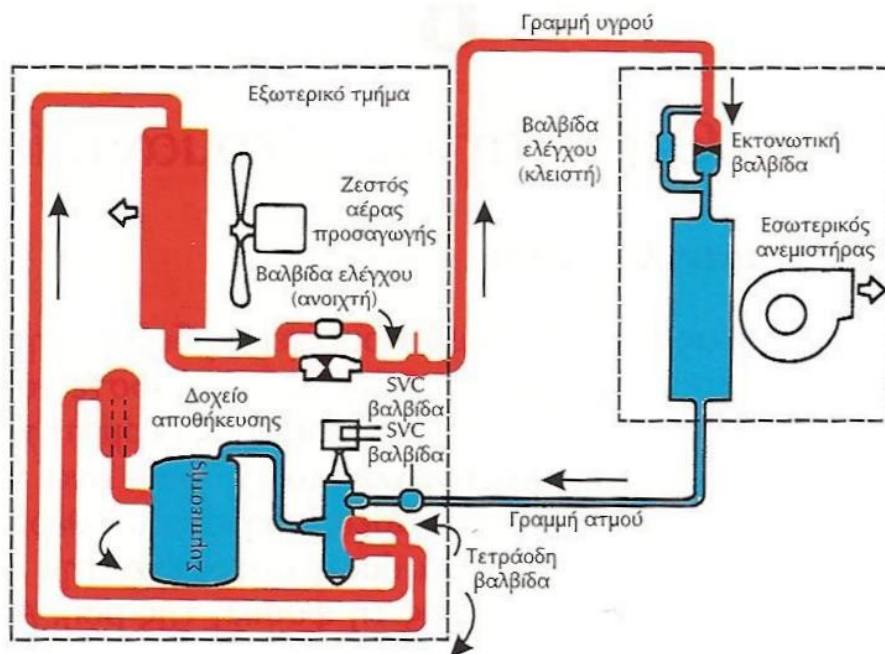 Γραμμή υγρού
Εξωτερικό τμήμα
Βαλβίδα
ελέγχου
(κλειστή)
Εκτονωτική
βαλβίδα
Ζεστός
αέρας
προσαγωγής
Εσωτερικός
ανεμιστήρας
Βαλβίδα ελέγχου
(ανοιχτή)
Δοχείο
αποθήκευσης
SVC
βαλβίδα
SVC
βαλβίδα
Συμπιεστής
Γραμμή ατμού
Τετράοδη
βαλβίδα